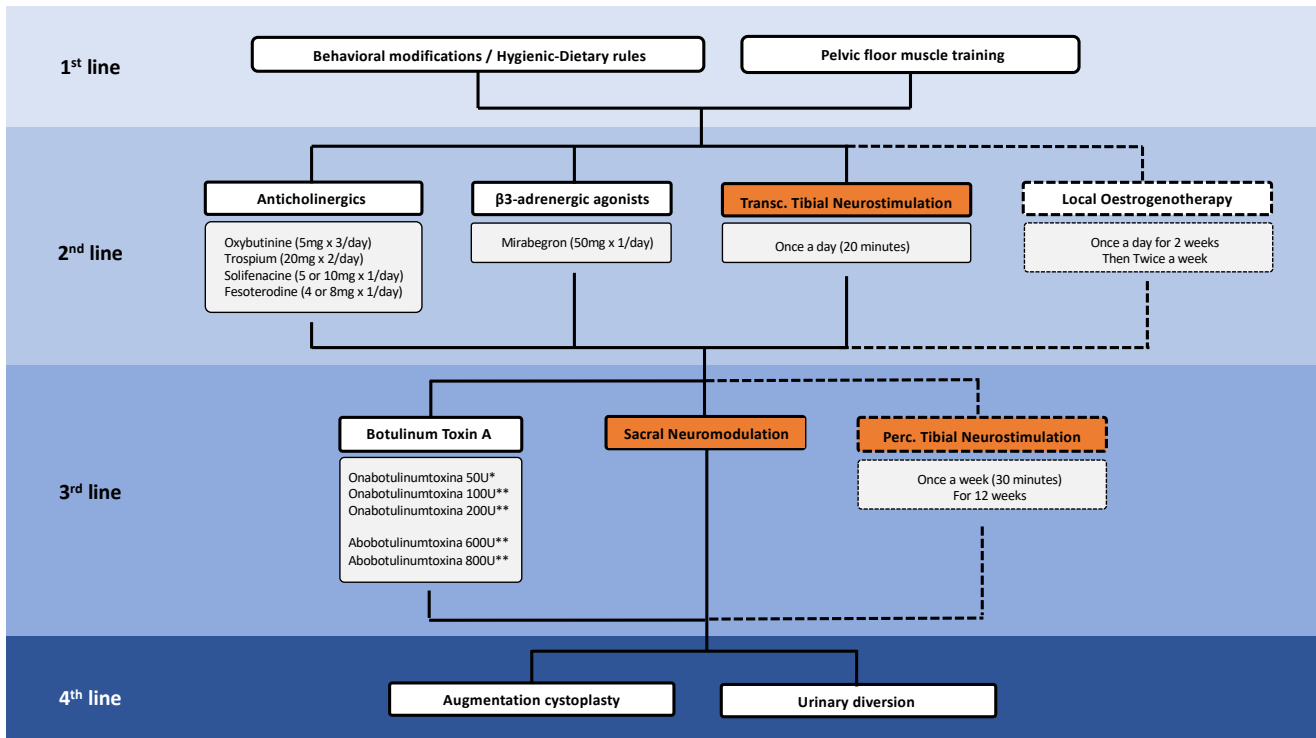 1st line
Behavioral modifications / Hygienic-Dietary rules
Pelvic floor muscle training
2nd line
Anticholinergics
Oxybutinine (5mg x 3/day)
Trospium (20mg x 2/day)
Solifenacine (5 or 10mg x 1/day)
Fesoterodine (4 or 8mg x 1/day)
β3-adrenergic agonists
Mirabegron (50mg x 1/day)
Transc. Tibial Neurostimulation
Once a day (20 minutes)
Local Oestrogenotherapy
Once a day for 2 weeks
Then Twice a week
3rd line
Botulinum Toxin A
Onabotulinumtoxina 50U*
Onabotulinumtoxina 100U**
Onabotulinumtoxina 200U**
Abobotulinumtoxina 600U**
Abobotulinumtoxina 800U**
Sacral Neuromodulation
Perc. Tibial Neurostimulation
Once a week (30 minutes)
For 12 weeks
4th line
Augmentation cystoplasty
Urinary diversion